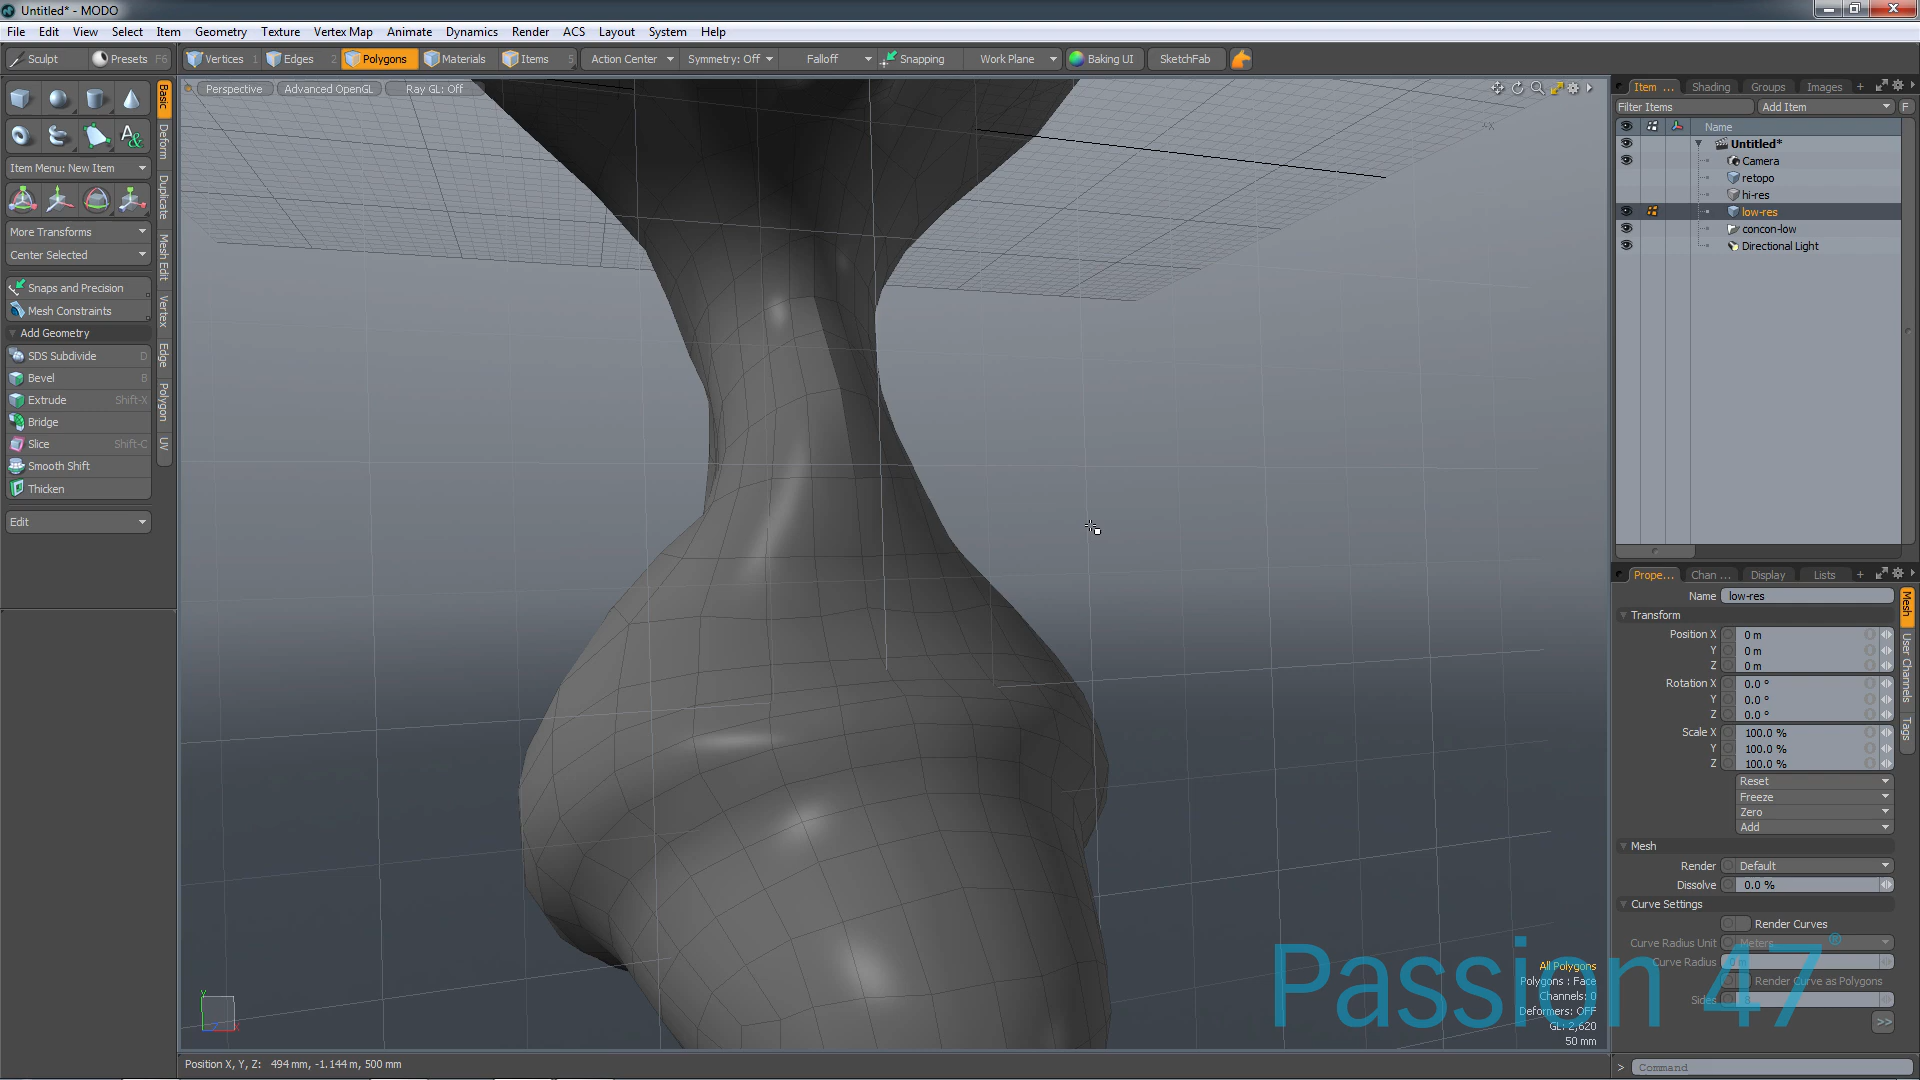 Untitled* - MODO
File Edit View Select Item Geometry Texture Vertex Map Animate Dynamics Render ACS Layout System Help
Sculpt Presets F6 Vertices 1 Edges 2 Polygons Materials Items 5 Action Center Symmetry: Off Falloff Snapping Work Plane Baking UI SketchFab
Perspective Advanced OpenGL Ray GL: Off
Basic
Deform
Duplicate
Mesh Edit
Vertex
Edge
Polygon
UV
Item Menu: New Item
More Transforms
Center Selected
Snaps and Precision
Mesh Constraints
Add Geometry
SDS Subdivide D
Bevel B
Extrude Shift-X
Bridge
Slice Shift-C
Smooth Shift
Thicken
Edit
+X
Item ... Shading Groups Images +
Filter Items Add Item F
Name
Untitled*
Camera
retopo
hi-res
low-res
concon-low
Directional Light
Prope... Chan ... Display Lists +
Name low-res
Transform
Position X 0 m
Y 0 m
Z 0 m
Rotation X 0.0 °
Y 0.0 °
Z 0.0 °
Scale X 100.0 %
Y 100.0 %
Z 100.0 %
Reset
Freeze
Zero
Add
Mesh
Render Default
Dissolve 0.0 %
Curve Settings
Render Curves
Curve Radius Unit Meters
Curve Radius
Render Curve as Polygons
Sides
>>
Mesh
User Channels
Tags
All Polygons
Polygons : Face
Channels: 0
Deformers: OFF
GL: 2,620
50 mm
Passion 47®
Y
X
Position X, Y, Z: 494 mm, -1.144 m, 500 mm
> Command